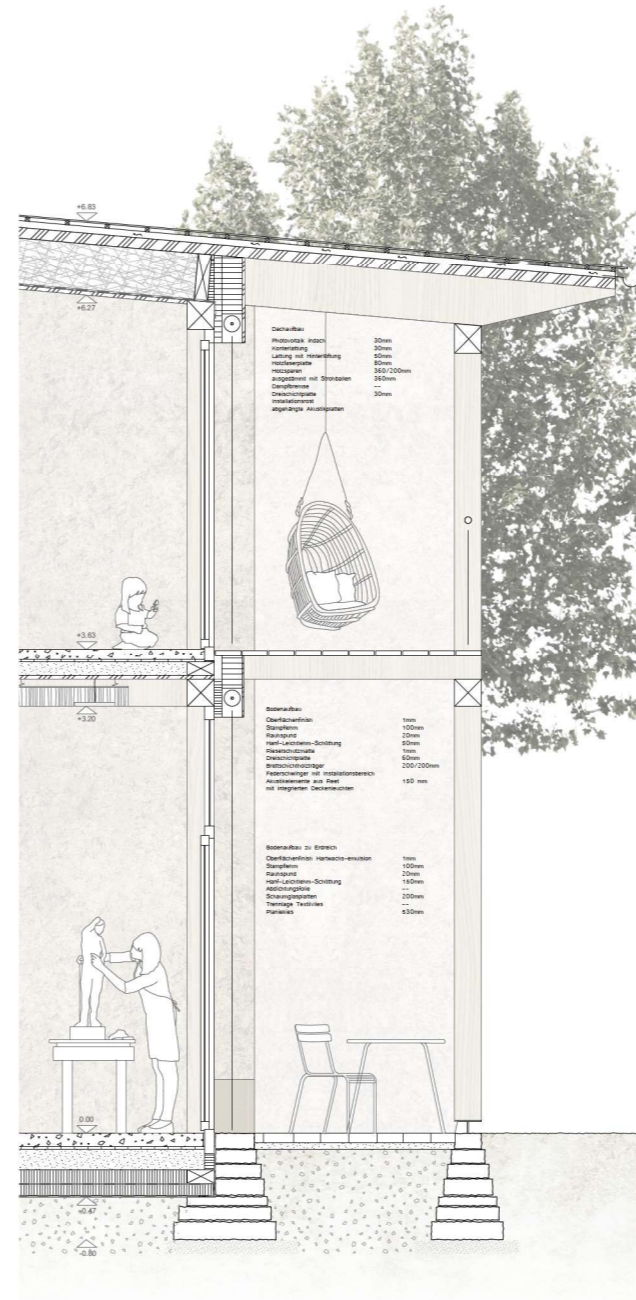 +6.83
+6.27
Dachaufbau
Photovoltaik Indach 30mm
Konterlattung 30mm
Lattung mit Hinterlüftung 50mm
Holzfaserplatte 80mm
Holzsparen 360/200mm
ausgedämmt mit Strohballen 360mm
Dampfbremse --
Dreischichtplatte 30mm
Installationsrost
abgehängte Akustikplatten
+3.63
+3.20
Bodenaufbau
Oberflächenfinish 1mm
Stampflehm 100mm
Rauhspund 20mm
Hanf-Leichtlehm-Schüttung 50mm
Rieselschutzmatte 1mm
Dreischichtplatte 60mm
Brettschichtholzträger 200/200mm
Federschwinger mit Installationsbereich
Akustikelemente aus Reet 150 mm
mit integrierten Deckenleuchten
Bodenaufbau zu Erdreich
Oberflächenfinish Hartwachs-emulsion 1mm
Stampflehm 100mm
Rauhspund 20mm
Hanf-Leichtlehm-Schüttung 150mm
Abdichtungsfolie --
Schaumglasplatten 200mm
Trennlage Textilvlies --
Planiekies 530mm
0.00
-0.47
-0.80